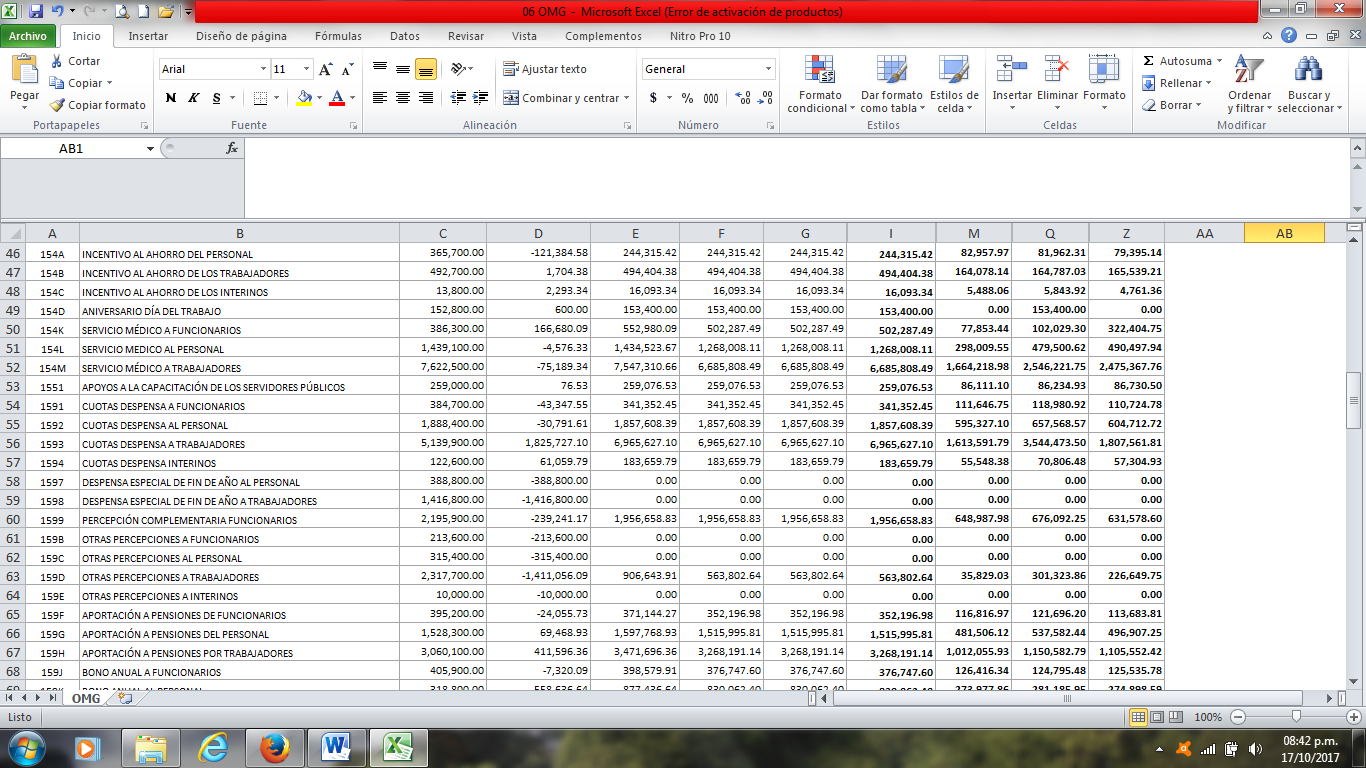 06 OMG - Microsoft Excel (Error de activación de productos)
Archivo Inicio Insertar Diseño de página Fórmulas Datos Revisar Vista Complementos Nitro Pro 10
Pegar Cortar Copiar Copiar formato Portapapeles
Arial 11 N K S Fuente
Ajustar texto Combinar y centrar Alineación
General $ % 000 Número
Formato condicional Dar formato como tabla Estilos de celda Estilos
Insertar Eliminar Formato Celdas
Σ Autosuma Rellenar Borrar Ordenar y filtrar Buscar y seleccionar Modificar
AB1 fx
A B C D E F G I M Q Z AA AB
46 154A INCENTIVO AL AHORRO DEL PERSONAL 365,700.00 -121,384.58 244,315.42 244,315.42 244,315.42 244,315.42 82,957.97 81,962.31 79,395.14
47 154B INCENTIVO AL AHORRO DE LOS TRABAJADORES 492,700.00 1,704.38 494,404.38 494,404.38 494,404.38 494,404.38 164,078.14 164,787.03 165,539.21
48 154C INCENTIVO AL AHORRO DE LOS INTERINOS 13,800.00 2,293.34 16,093.34 16,093.34 16,093.34 16,093.34 5,488.06 5,843.92 4,761.36
49 154D ANIVERSARIO DÍA DEL TRABAJO 152,800.00 600.00 153,400.00 153,400.00 153,400.00 153,400.00 0.00 153,400.00 0.00
50 154K SERVICIO MÉDICO A FUNCIONARIOS 386,300.00 166,680.09 552,980.09 502,287.49 502,287.49 502,287.49 77,853.44 102,029.30 322,404.75
51 154L SERVICIO MEDICO AL PERSONAL 1,439,100.00 -4,576.33 1,434,523.67 1,268,008.11 1,268,008.11 1,268,008.11 298,009.55 479,500.62 490,497.94
52 154M SERVICIO MÉDICO A TRABAJADORES 7,622,500.00 -75,189.34 7,547,310.66 6,685,808.49 6,685,808.49 6,685,808.49 1,664,218.98 2,546,221.75 2,475,367.76
53 1551 APOYOS A LA CAPACITACIÓN DE LOS SERVIDORES PÚBLICOS 259,000.00 76.53 259,076.53 259,076.53 259,076.53 259,076.53 86,111.10 86,234.93 86,730.50
54 1591 CUOTAS DESPENSA A FUNCIONARIOS 384,700.00 -43,347.55 341,352.45 341,352.45 341,352.45 341,352.45 111,646.75 118,980.92 110,724.78
55 1592 CUOTAS DESPENSA AL PERSONAL 1,888,400.00 -30,791.61 1,857,608.39 1,857,608.39 1,857,608.39 1,857,608.39 595,327.10 657,568.57 604,712.72
56 1593 CUOTAS DESPENSA A TRABAJADORES 5,139,900.00 1,825,727.10 6,965,627.10 6,965,627.10 6,965,627.10 6,965,627.10 1,613,591.79 3,544,473.50 1,807,561.81
57 1594 CUOTAS DESPENSA INTERINOS 122,600.00 61,059.79 183,659.79 183,659.79 183,659.79 183,659.79 55,548.38 70,806.48 57,304.93
58 1597 DESPENSA ESPECIAL DE FIN DE AÑO AL PERSONAL 388,800.00 -388,800.00 0.00 0.00 0.00 0.00 0.00 0.00 0.00
59 1598 DESPENSA ESPECIAL DE FIN DE AÑO A TRABAJADORES 1,416,800.00 -1,416,800.00 0.00 0.00 0.00 0.00 0.00 0.00 0.00
60 1599 PERCEPCIÓN COMPLEMENTARIA FUNCIONARIOS 2,195,900.00 -239,241.17 1,956,658.83 1,956,658.83 1,956,658.83 1,956,658.83 648,987.98 676,092.25 631,578.60
61 159B OTRAS PERCEPCIONES A FUNCIONARIOS 213,600.00 -213,600.00 0.00 0.00 0.00 0.00 0.00 0.00 0.00
62 159C OTRAS PERCEPCIONES AL PERSONAL 315,400.00 -315,400.00 0.00 0.00 0.00 0.00 0.00 0.00 0.00
63 159D OTRAS PERCEPCIONES A TRABAJADORES 2,317,700.00 -1,411,056.09 906,643.91 563,802.64 563,802.64 563,802.64 35,829.03 301,323.86 226,649.75
64 159E OTRAS PERCEPCIONES A INTERINOS 10,000.00 -10,000.00 0.00 0.00 0.00 0.00 0.00 0.00 0.00
65 159F APORTACIÓN A PENSIONES DE FUNCIONARIOS 395,200.00 -24,055.73 371,144.27 352,196.98 352,196.98 352,196.98 116,816.97 121,696.20 113,683.81
66 159G APORTACIÓN A PENSIONES DEL PERSONAL 1,528,300.00 69,468.93 1,597,768.93 1,515,995.81 1,515,995.81 1,515,995.81 481,506.12 537,582.44 496,907.25
67 159H APORTACIÓN A PENSIONES POR TRABAJADORES 3,060,100.00 411,596.36 3,471,696.36 3,268,191.14 3,268,191.14 3,268,191.14 1,012,055.93 1,150,582.79 1,105,552.42
68 159J BONO ANUAL A FUNCIONARIOS 405,900.00 -7,320.09 398,579.91 376,747.60 376,747.60 376,747.60 126,416.34 124,795.48 125,535.78
OMG
Listo 100%
08:42 p.m.
17/10/2017